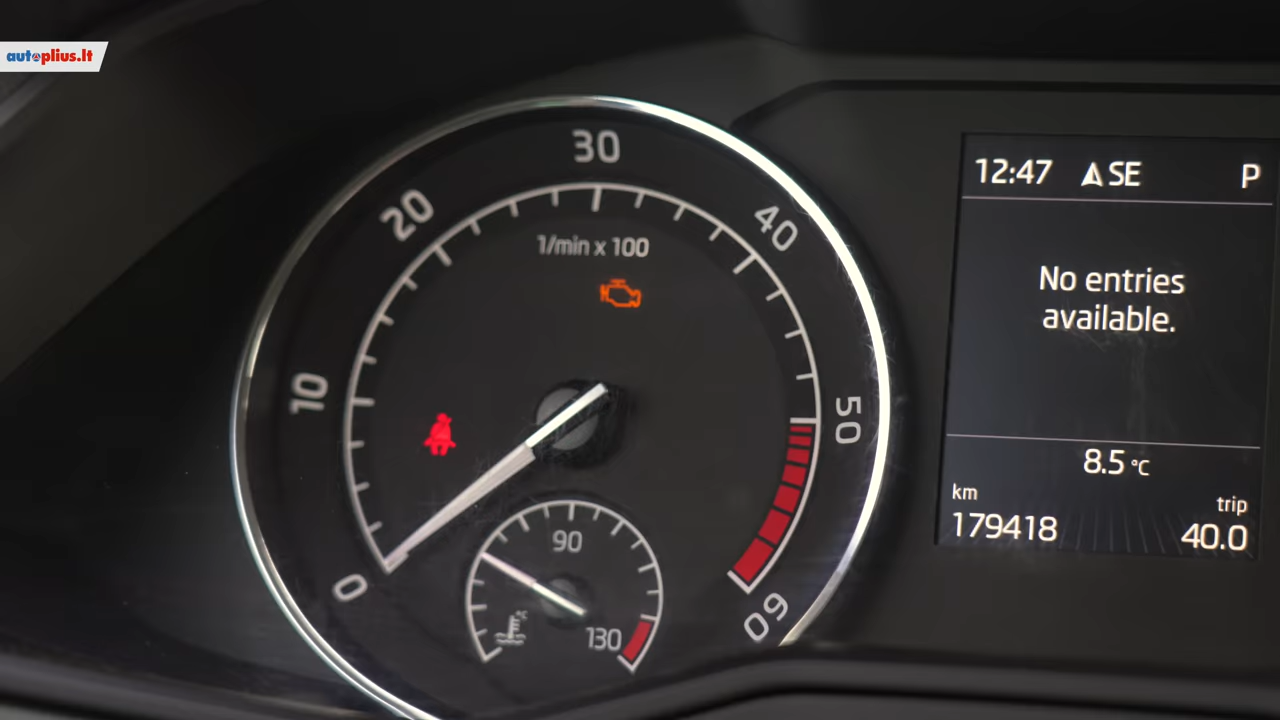 autoplius.lt
30
20
40
1/min x 100
10
50
0
60
90
130
12:47 SE P
No entries
available.
8.5 °C
km
trip
179418
40.0